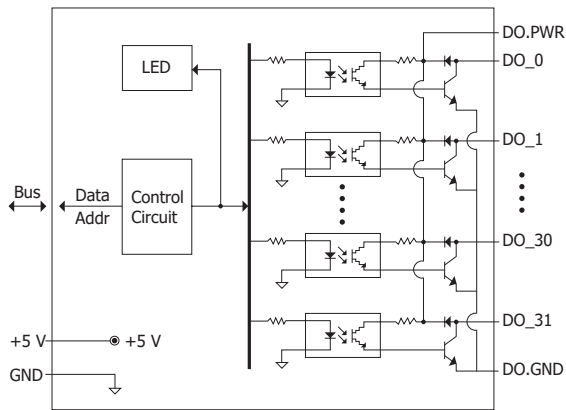 DO.PWR
DO_0
LED
DO_1
Bus
Data
Addr
Control
Circuit
DO_30
DO_31
+5 V
+5 V
GND
DO.GND